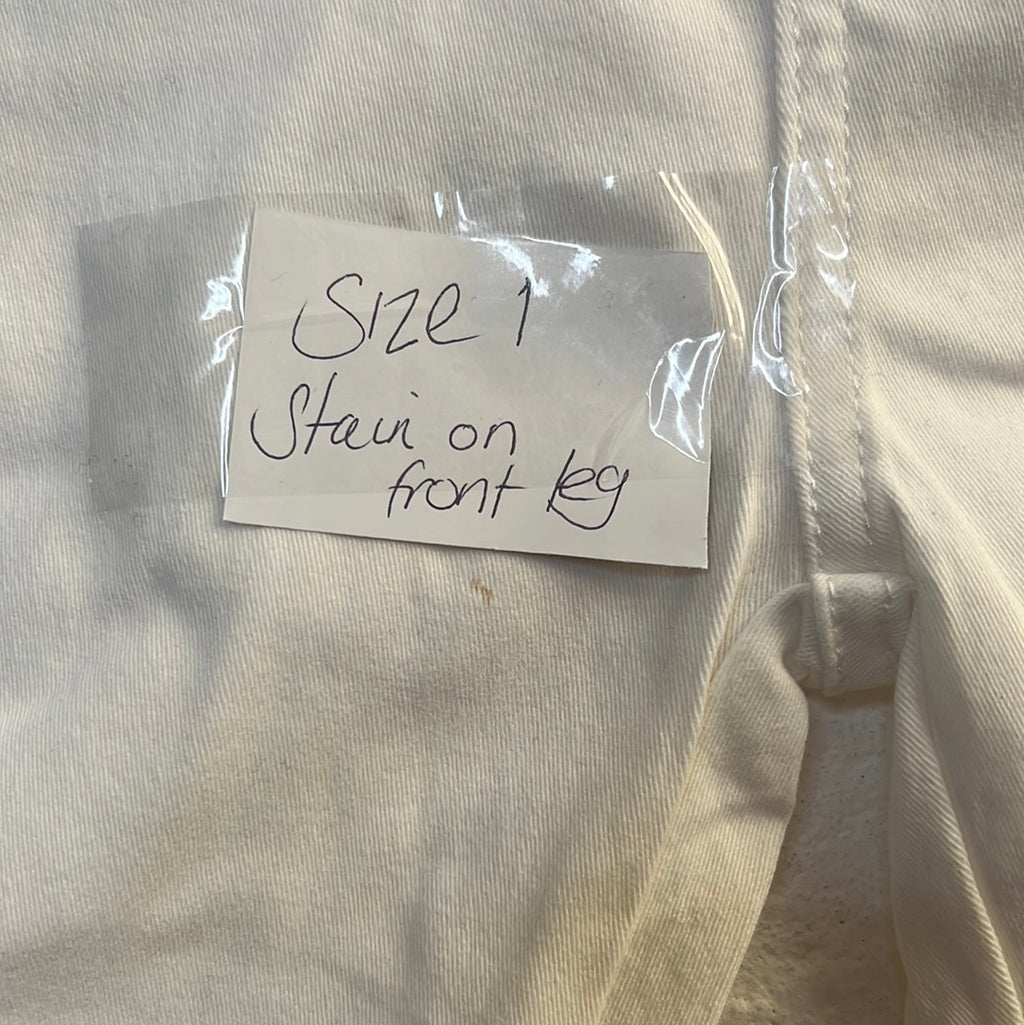 Size 1
Stain on
front leg